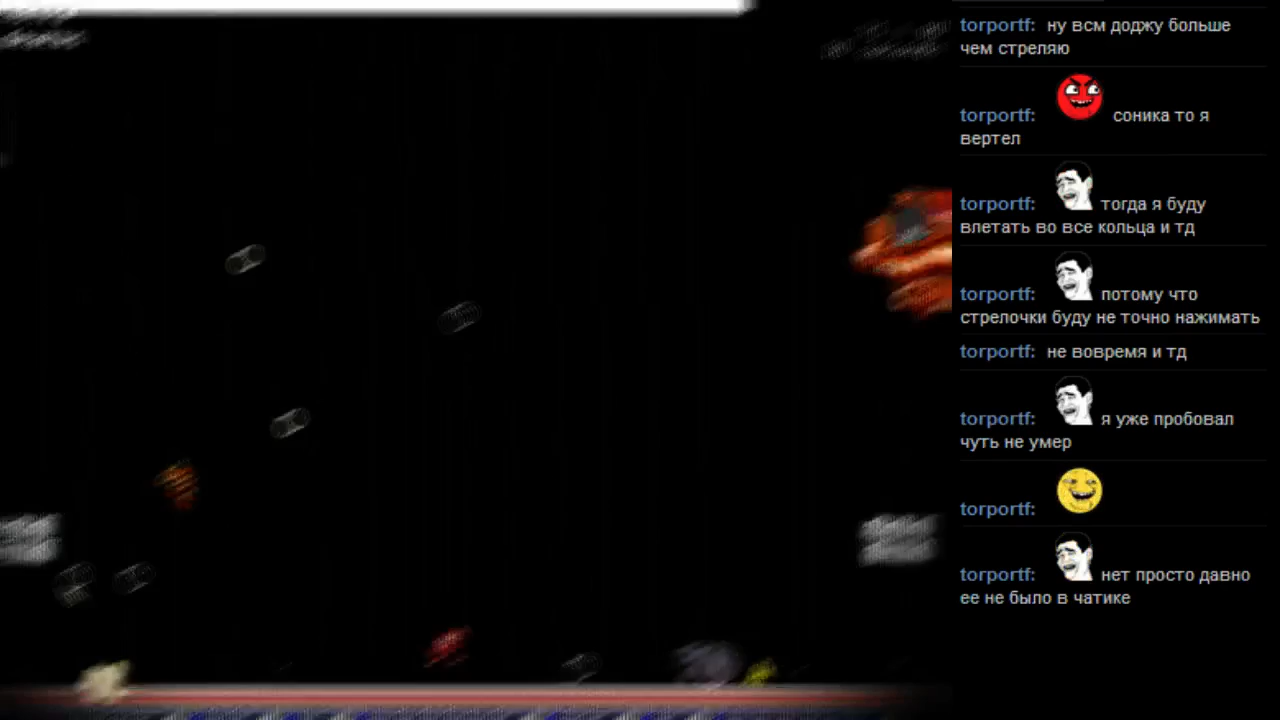 torportf: ну всм доджу больше
чем стреляю
torportf: соника то я
вертел
torportf: тогда я буду
влетать во все кольца и тд
torportf: потому что
стрелочки буду не точно нажимать
torportf: не вовремя и тд
torportf: я уже пробовал
чуть не умер
torportf:
torportf: нет просто давно
ее не было в чатике